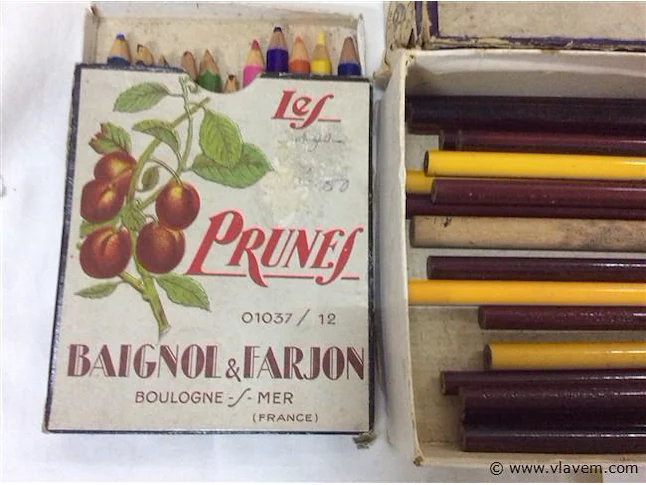 Les
PRUNES
01037 / 12
BAIGNOL & FARJON
BOULOGNE -s/- MER
(FRANCE)
© www.vlavem.com